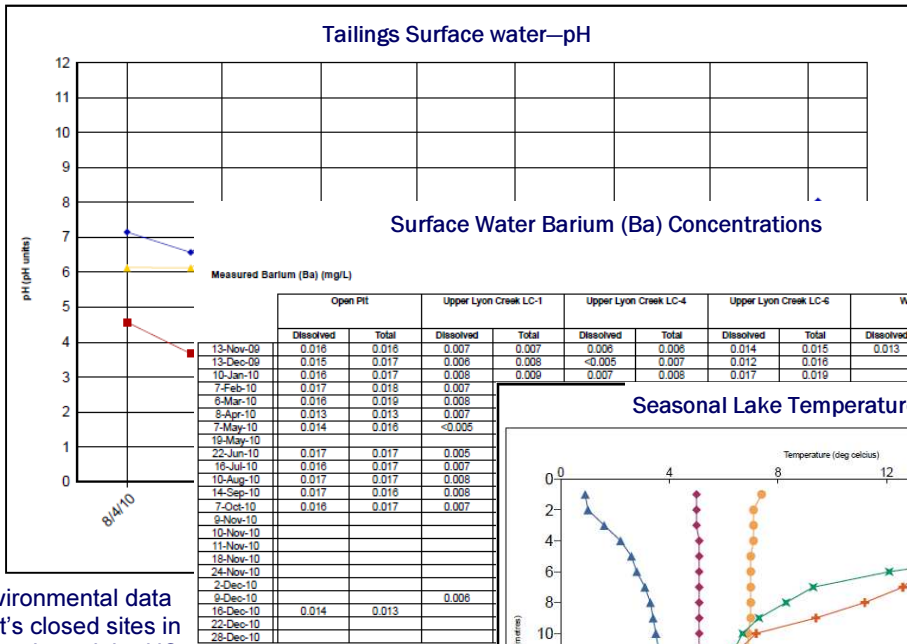 Tailings Surface water—pH
12
11
10
9
8
7
6
5
4
3
2
1
0
pH (pH units)
8/4/10
Surface Water Barium (Ba) Concentrations
Measured Barium (Ba) (mg/L)
Open Pit Upper Lyon Creek LC-1 Upper Lyon Creek LC-4 Upper Lyon Creek LC-6 W
Dissolved Total Dissolved Total Dissolved Total Dissolved Total Dissolved
13-Nov-09 0.016 0.016 0.007 0.007 0.006 0.006 0.014 0.015 0.013
13-Dec-09 0.015 0.017 0.006 0.008 <0.005 0.007 0.012 0.016
10-Jan-10 0.016 0.017 0.008 0.009 0.007 0.008 0.017 0.019
7-Feb-10 0.017 0.018 0.007
6-Mar-10 0.016 0.019 0.008
8-Apr-10 0.013 0.013 0.007
7-May-10 0.014 0.016 <0.005
19-May-10
22-Jun-10 0.017 0.017 0.005
16-Jul-10 0.016 0.017 0.007
10-Aug-10 0.017 0.017 0.008
14-Sep-10 0.017 0.016 0.008
7-Oct-10 0.016 0.017 0.007
9-Nov-10
10-Nov-10
11-Nov-10
18-Nov-10
24-Nov-10
2-Dec-10
9-Dec-10 0.006
16-Dec-10 0.014 0.013
22-Dec-10
28-Dec-10
Seasonal Lake Temperatur
Temperature (deg celcius)
0 4 8 12
0
2
4
6
8
10
metres)
vironmental data
t's closed sites in